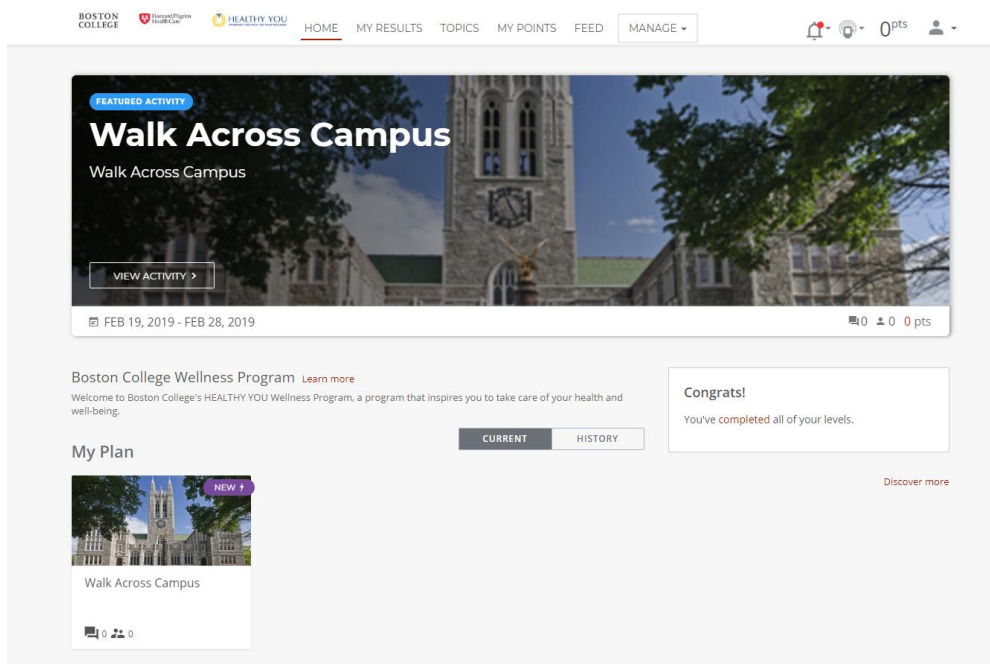 BOSTON
COLLEGE
Harvard Pilgrim
HealthCare
HEALTHY YOU
HOME MY RESULTS TOPICS MY POINTS FEED MANAGE
0pts
FEATURED ACTIVITY
Walk Across Campus
Walk Across Campus
VIEW ACTIVITY >
FEB 19, 2019 - FEB 28, 2019
0 0 0 pts
Boston College Wellness Program Learn more
Welcome to Boston College's HEALTHY YOU Wellness Program, a program that inspires you to take care of your health and
well-being.
Congrats!
You've completed all of your levels.
CURRENT HISTORY
My Plan
Discover more
NEW
Walk Across Campus
0 0